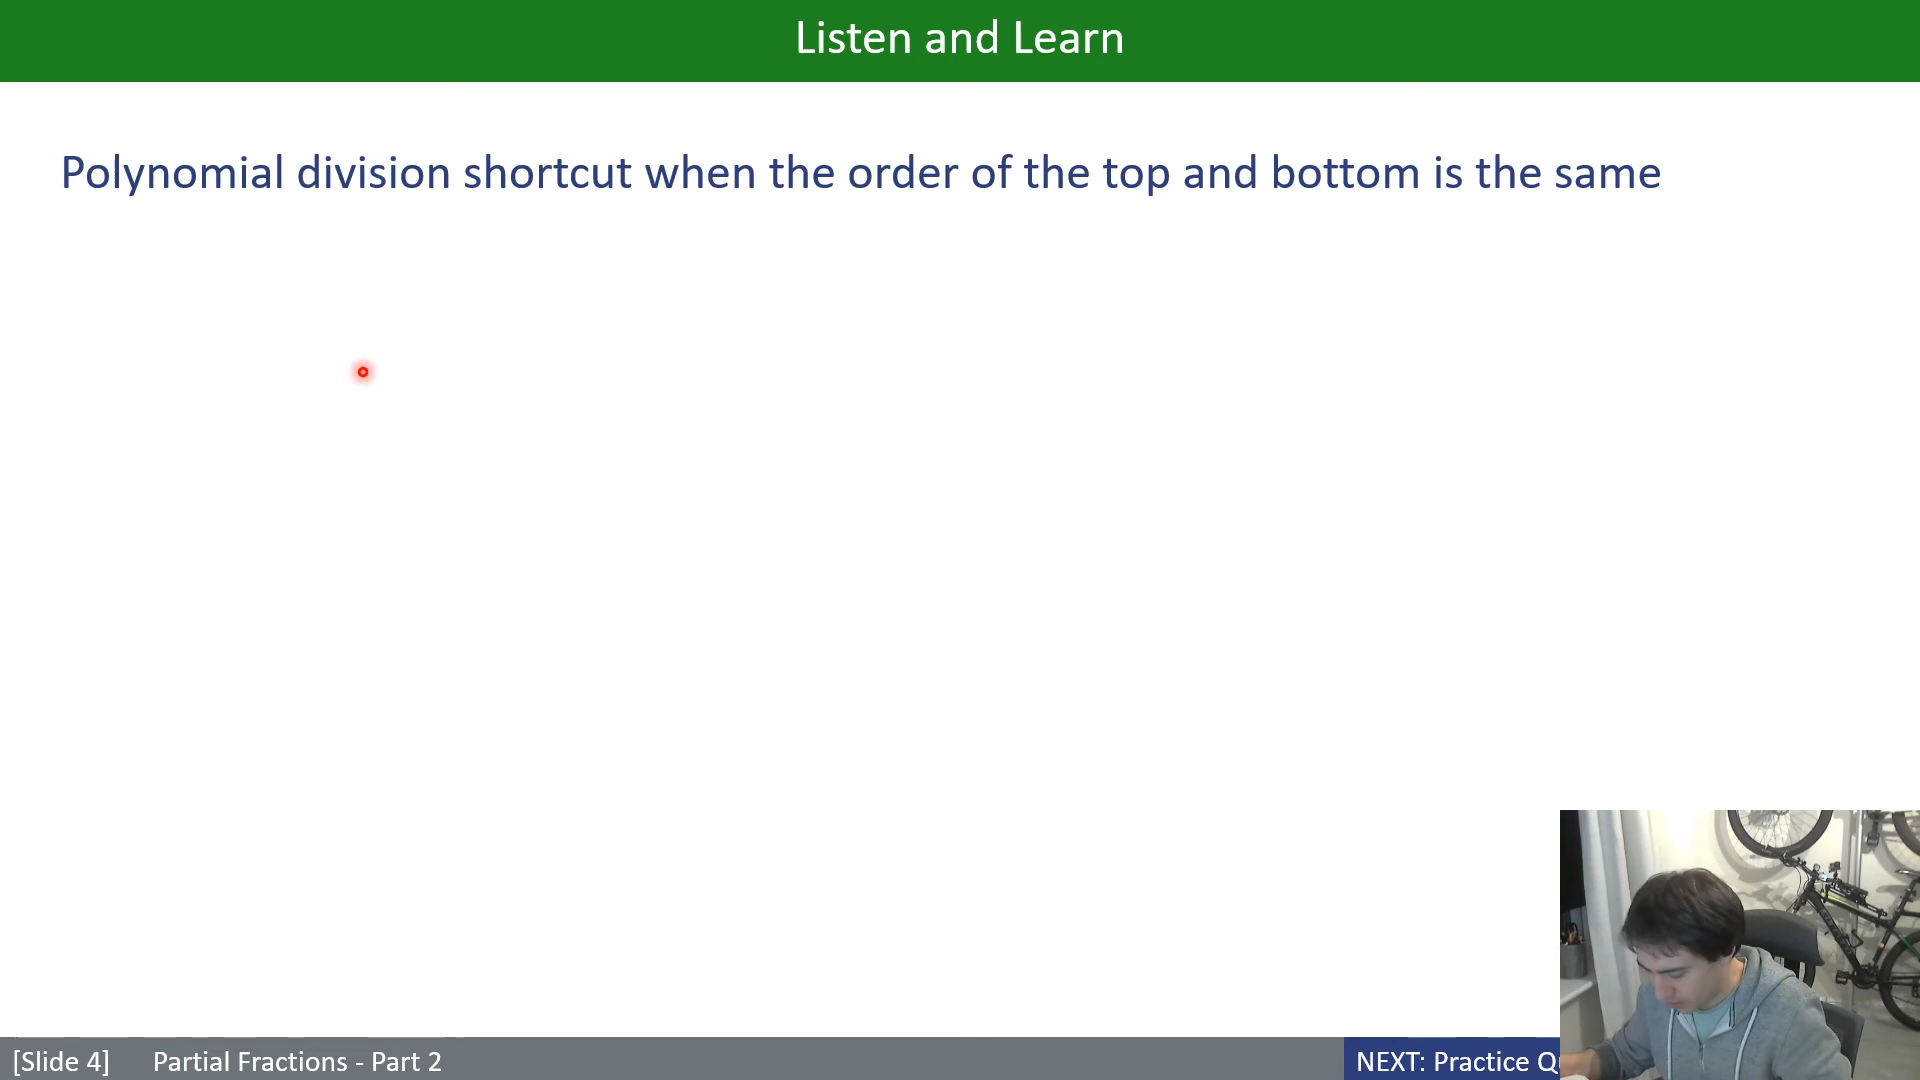 Listen and Learn
Polynomial division shortcut when the order of the top and bottom is the same
[Slide 4] Partial Fractions - Part 2
NEXT: Practice